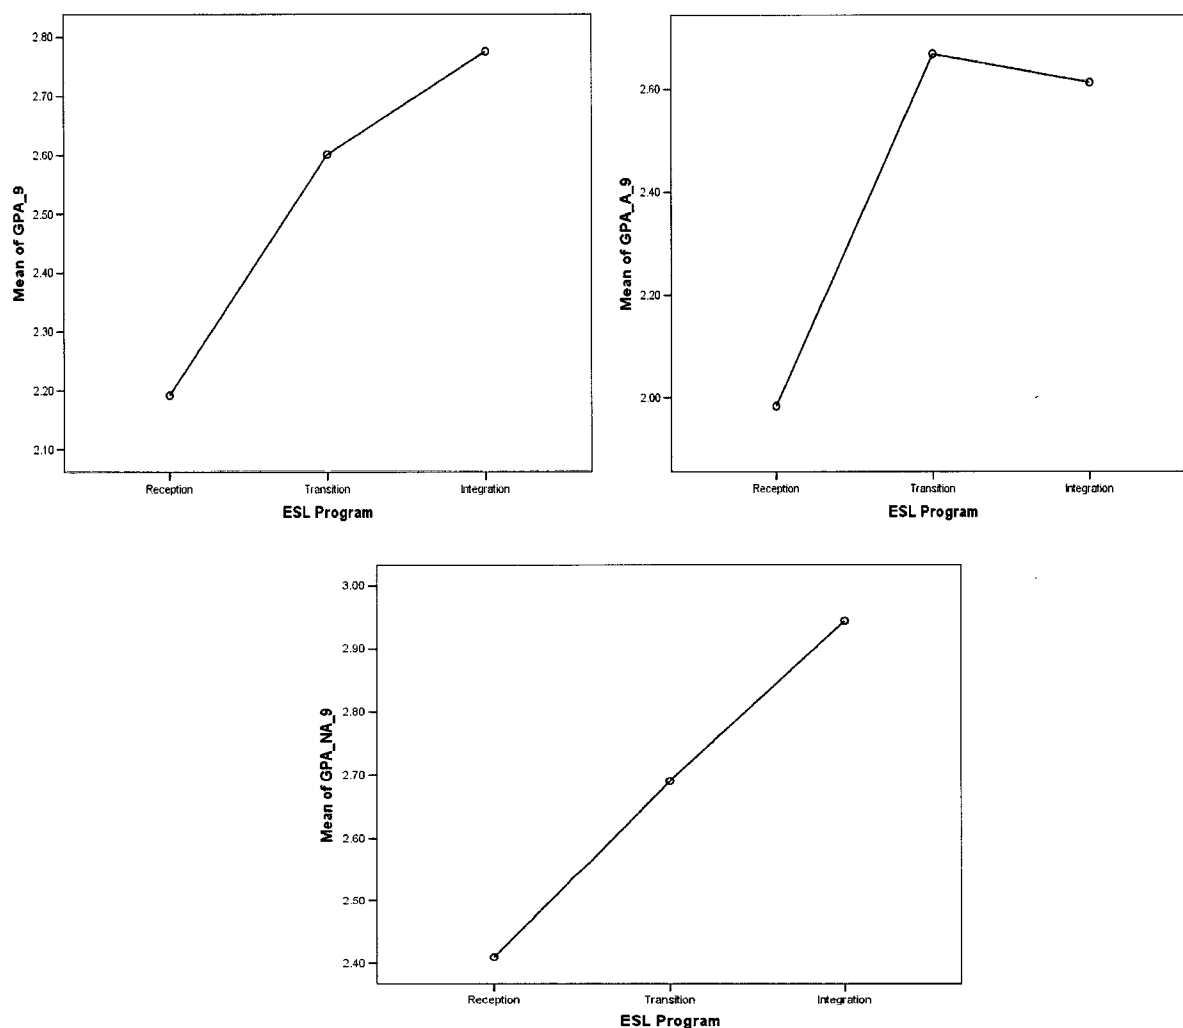 Mean of GPA_9
2.80
2.70
2.60
2.50
2.40
2.30
2.20
2.10
Reception Transition Integration
ESL Program
Mean of GPA_A_9
2.60
2.40
2.20
2.00
Reception Transition Integration
ESL Program
Mean of GPA_NA_9
3.00
2.90
2.80
2.70
2.60
2.50
2.40
Reception Transition Integration
ESL Program